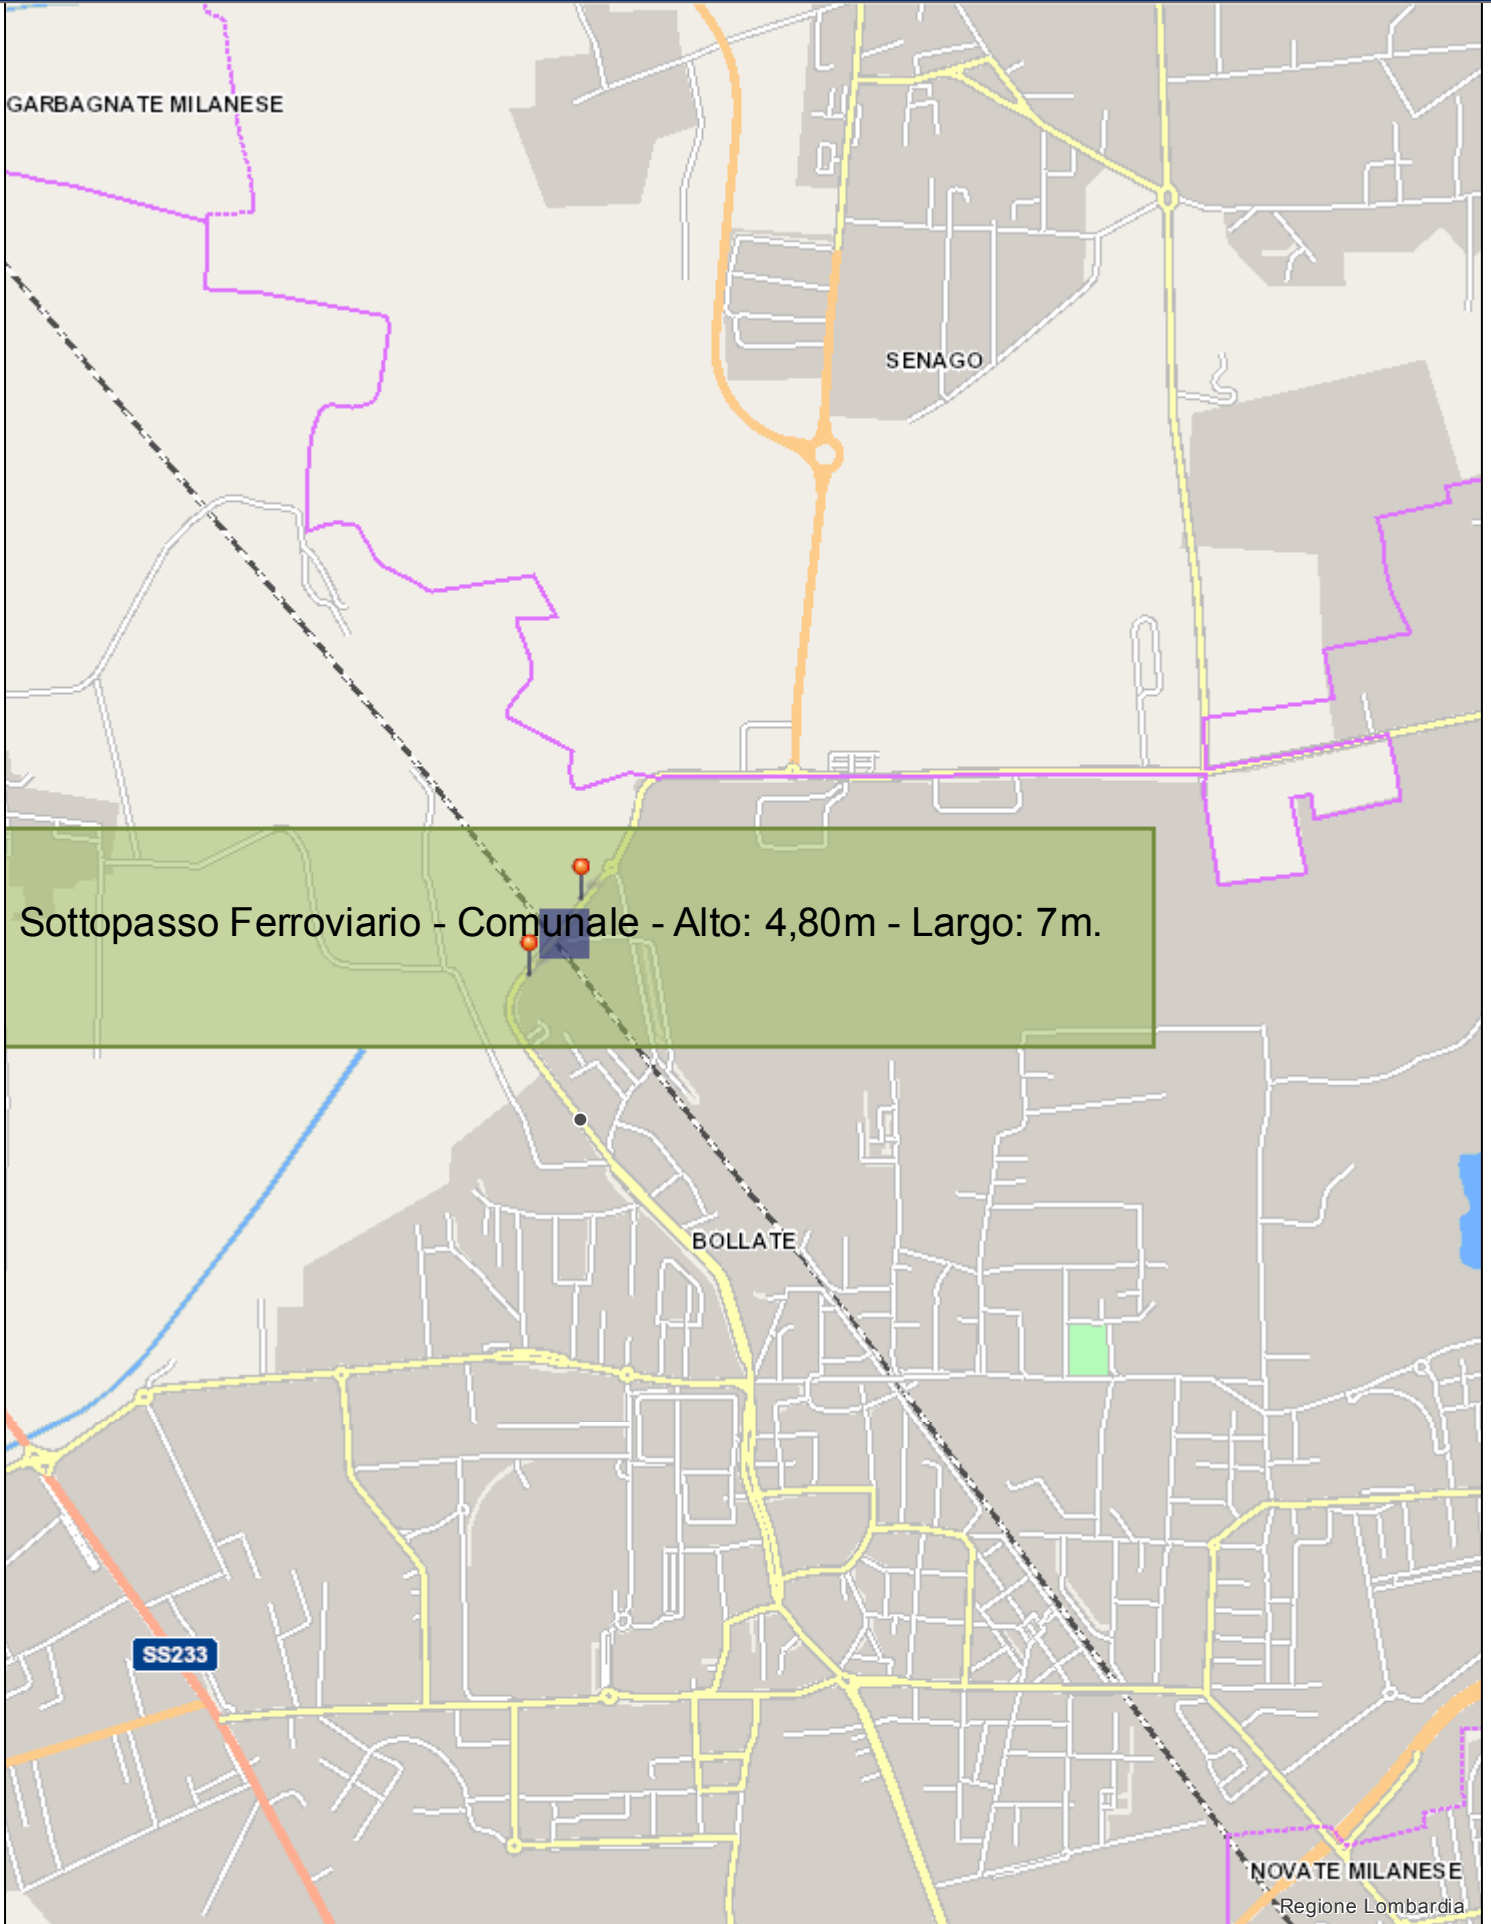 GARBAGNATE MILANESE
SENAGO
Sottopasso Ferroviario - Comunale - Alto: 4,80m - Largo: 7m.
BOLLATE
SS233
NOVATE MILANESE
Regione Lombardia